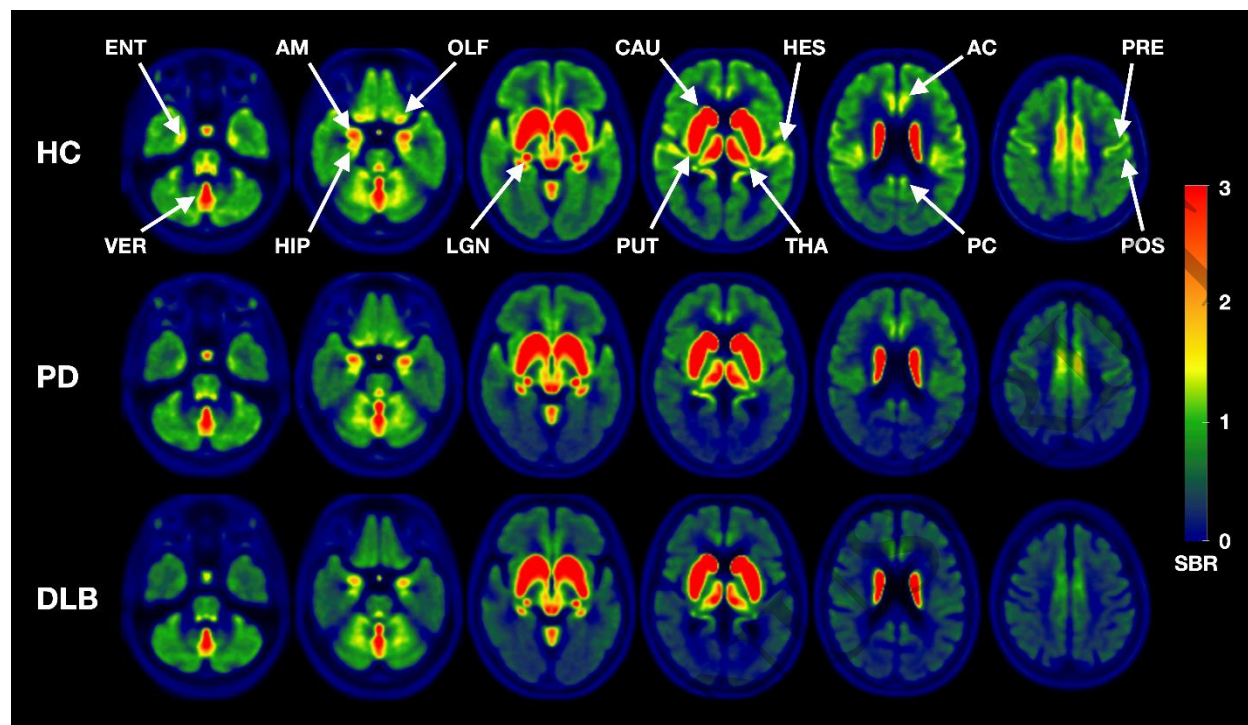 ENT AM OLF CAU HES AC PRE
HC
VER HIP LGN PUT THA PC POS
3
PD
2
1
DLB
0
SBR